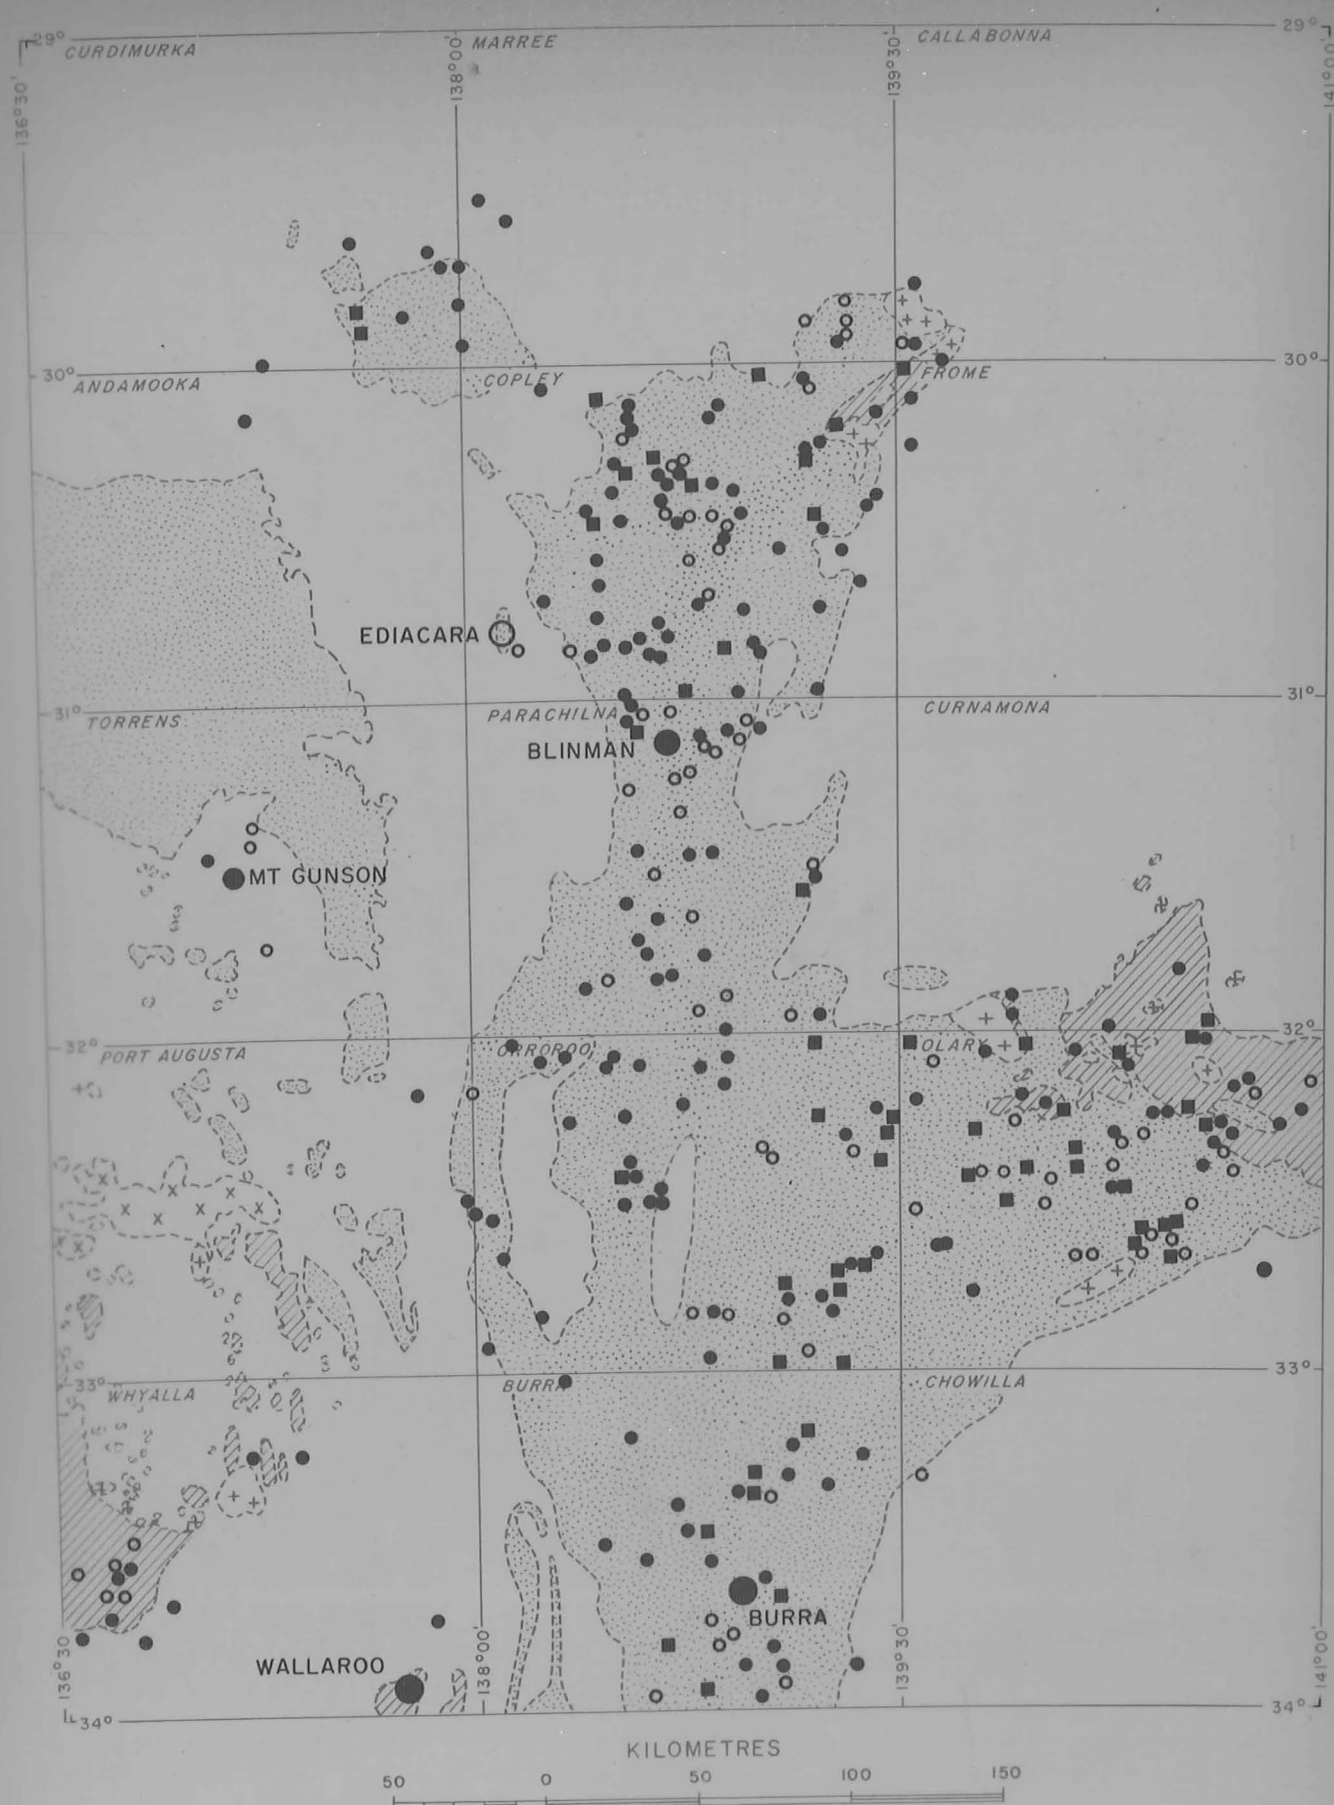 29°
29°
CURDIMURKA
MARREE
CALLABONNA
136°30'
138°00'
139°30'
141°00'
30°
30°
ANDAMOOKA
COPLEY
FROME
EDIACARA
31°
31°
TORRENS
PARACHILNA
CURNAMONA
BLINMAN
MT GUNSON
32°
32°
PORT AUGUSTA
ORROROO
OLARY
33°
33°
WHYALLA
BURRA
CHOWILLA
BURRA
WALLAROO
136°30
138°00'
139°30'
141°00'
34°
34°
KILOMETRES
50 0 50 100 150